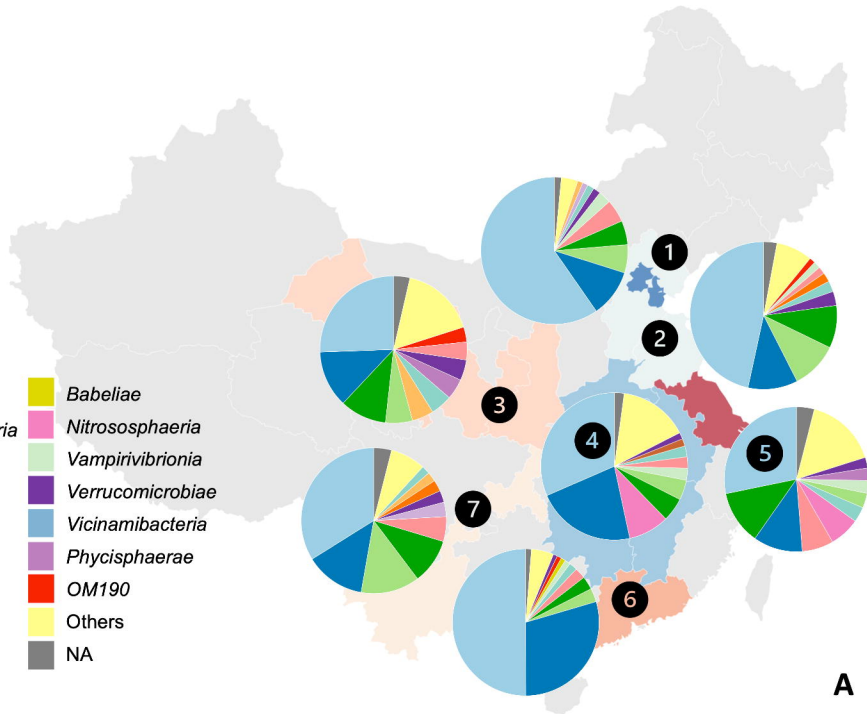 1
2
3
4
5
6
7
Babeliae
ria
Nitrososphaeria
Vampirivibrionia
Verrucomicrobiae
Vicinamibacteria
Phycisphaerae
OM190
Others
NA
A